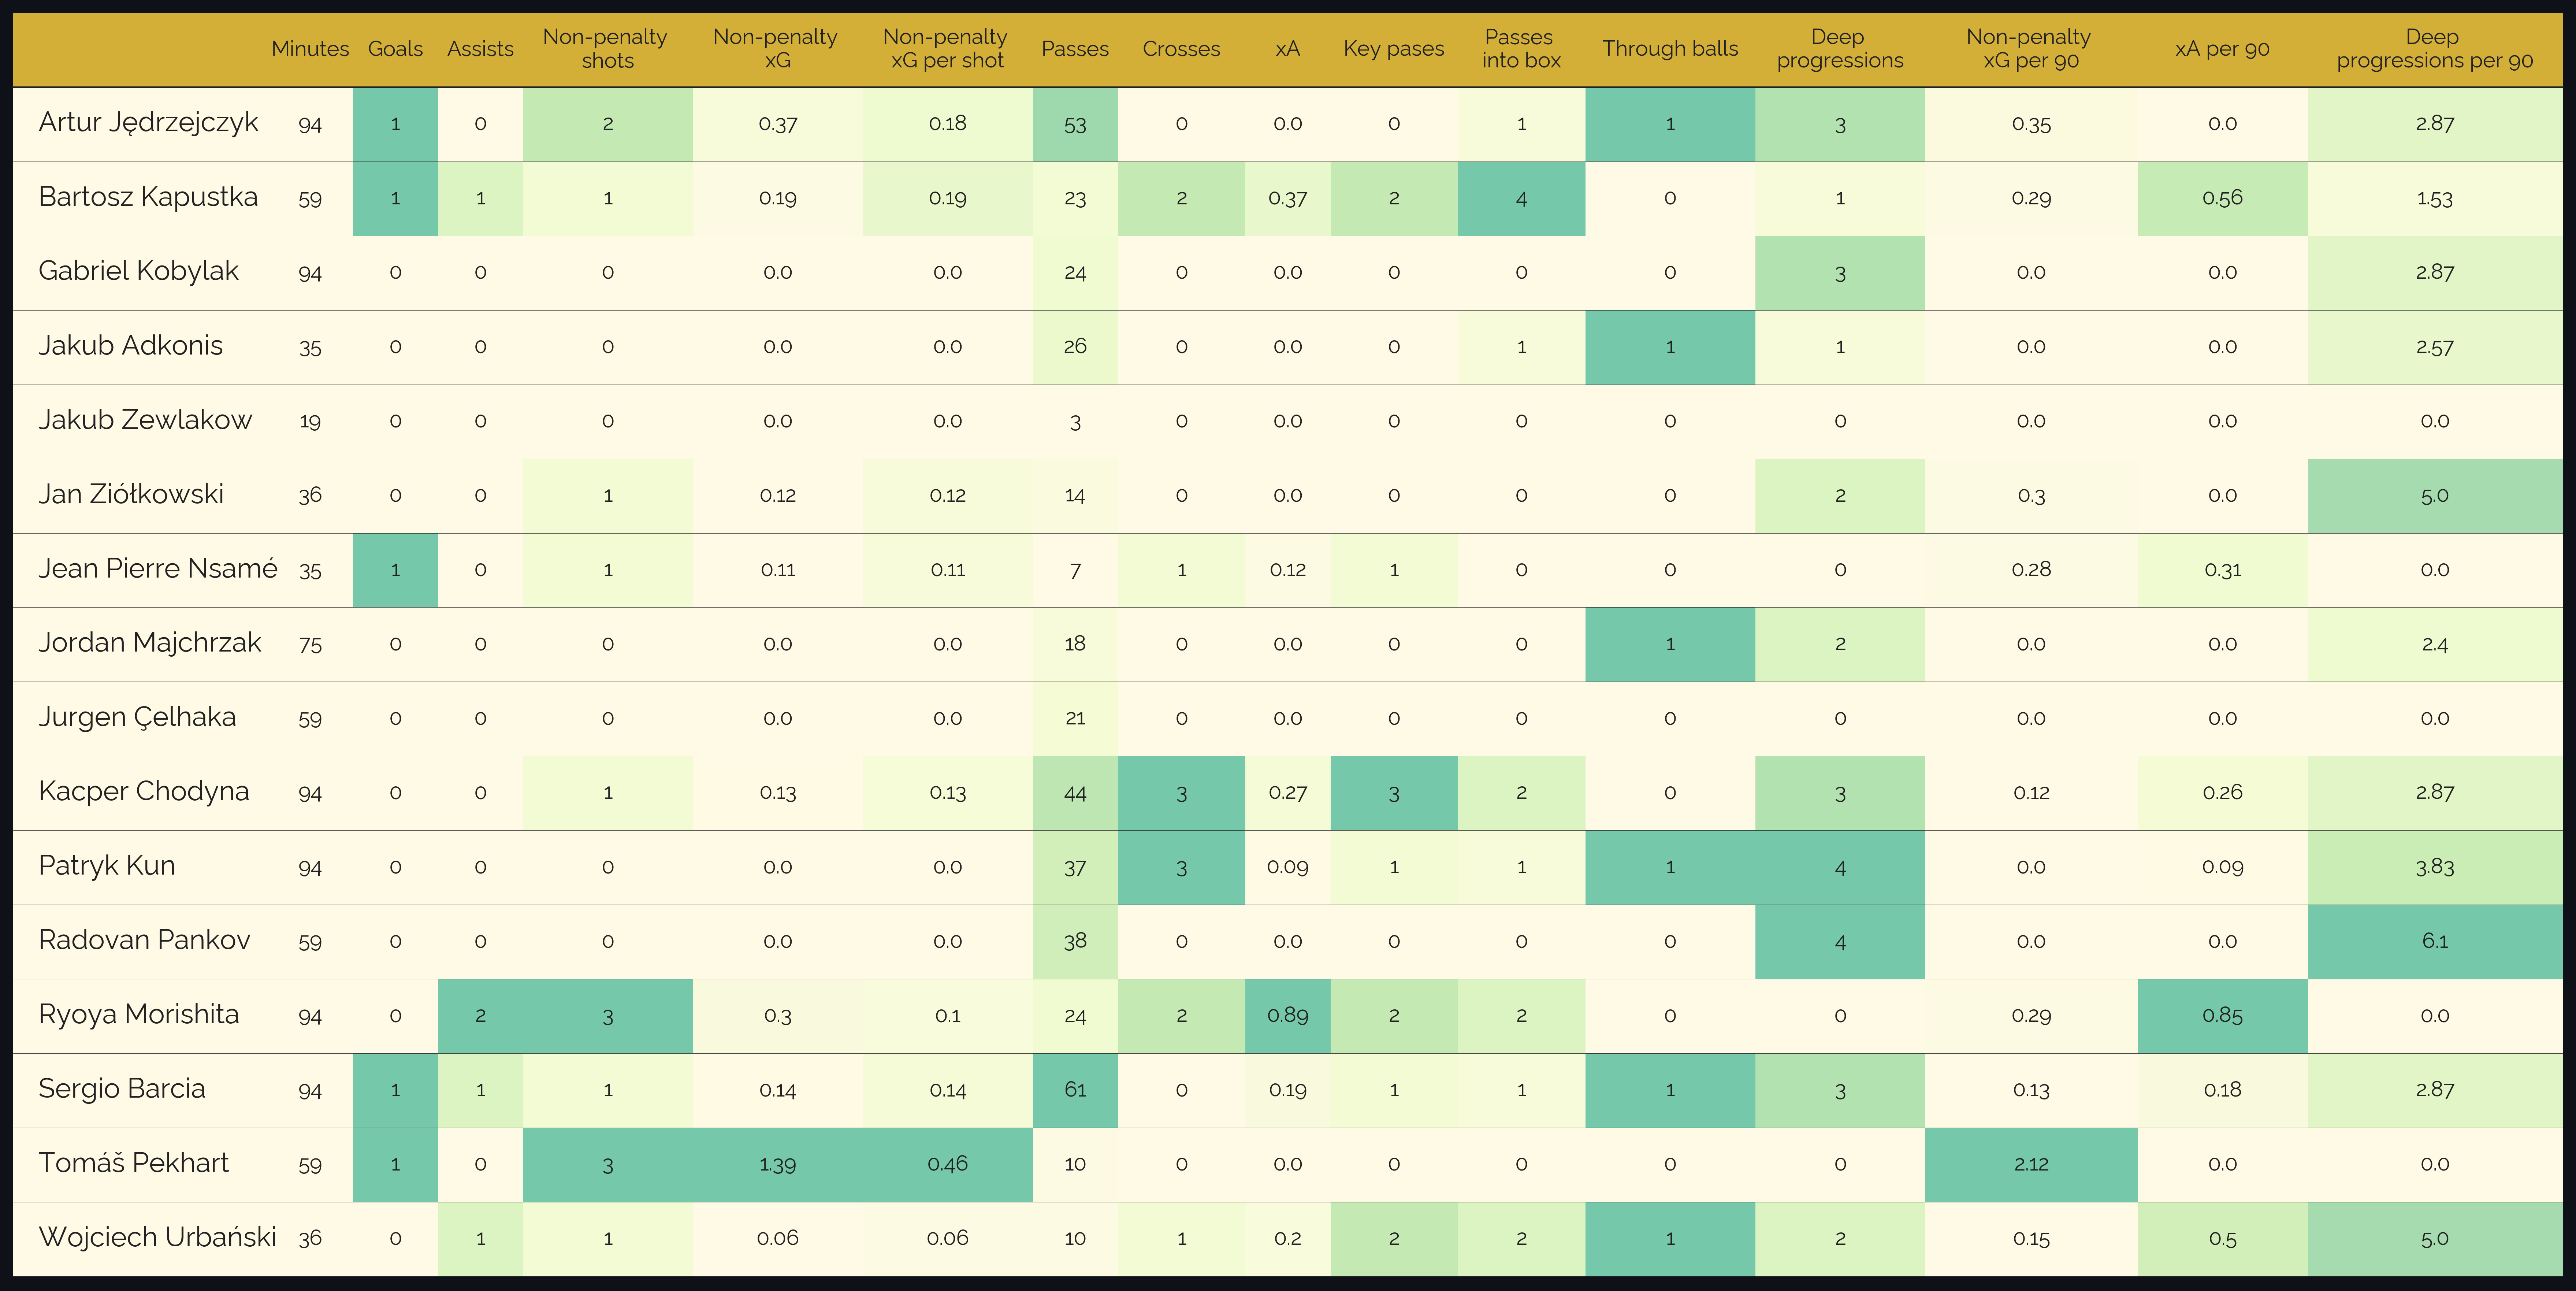 Minutes Goals Assists Non-penalty shots Non-penalty xG Non-penalty xG per shot Passes Crosses xA Key pases Passes into box Through balls Deep progressions Non-penalty xG per 90 xA per 90 Deep progressions per 90
Artur Jędrzejczyk 94 1 0 2 0.37 0.18 53 0 0.0 0 1 1 3 0.35 0.0 2.87
Bartosz Kapustka 59 1 1 1 0.19 0.19 23 2 0.37 2 4 0 1 0.29 0.56 1.53
Gabriel Kobylak 94 0 0 0 0.0 0.0 24 0 0.0 0 0 0 3 0.0 0.0 2.87
Jakub Adkonis 35 0 0 0 0.0 0.0 26 0 0.0 0 1 1 1 0.0 0.0 2.57
Jakub Zewlakow 19 0 0 0 0.0 0.0 3 0 0.0 0 0 0 0 0.0 0.0 0.0
Jan Ziółkowski 36 0 0 1 0.12 0.12 14 0 0.0 0 0 0 2 0.3 0.0 5.0
Jean Pierre Nsamé 35 1 0 1 0.11 0.11 7 1 0.12 1 0 0 0 0.28 0.31 0.0
Jordan Majchrzak 75 0 0 0 0.0 0.0 18 0 0.0 0 0 1 2 0.0 0.0 2.4
Jurgen Çelhaka 59 0 0 0 0.0 0.0 21 0 0.0 0 0 0 0 0.0 0.0 0.0
Kacper Chodyna 94 0 0 1 0.13 0.13 44 3 0.27 3 2 0 3 0.12 0.26 2.87
Patryk Kun 94 0 0 0 0.0 0.0 37 3 0.09 1 1 1 4 0.0 0.09 3.83
Radovan Pankov 59 0 0 0 0.0 0.0 38 0 0.0 0 0 0 4 0.0 0.0 6.1
Ryoya Morishita 94 0 2 3 0.3 0.1 24 2 0.89 2 2 0 0 0.29 0.85 0.0
Sergio Barcia 94 1 1 1 0.14 0.14 61 0 0.19 1 1 1 3 0.13 0.18 2.87
Tomáš Pekhart 59 1 0 3 1.39 0.46 10 0 0.0 0 0 0 0 2.12 0.0 0.0
Wojciech Urbański 36 0 1 1 0.06 0.06 10 1 0.2 2 2 1 2 0.15 0.5 5.0